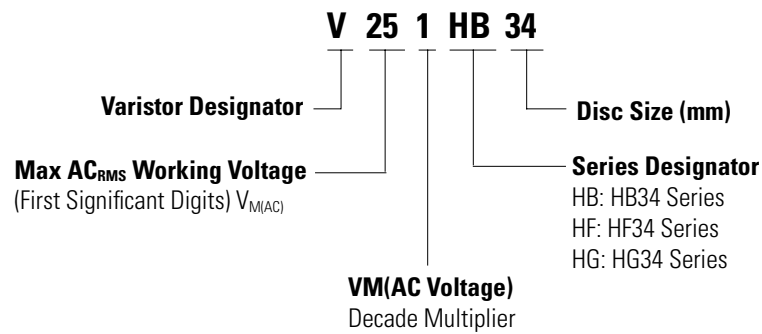 V 25 1 HB 34
Varistor Designator
Disc Size (mm)
Max ACRMS Working Voltage
(First Significant Digits) VM(AC)
Series Designator
HB: HB34 Series
HF: HF34 Series
HG: HG34 Series
VM(AC Voltage)
Decade Multiplier